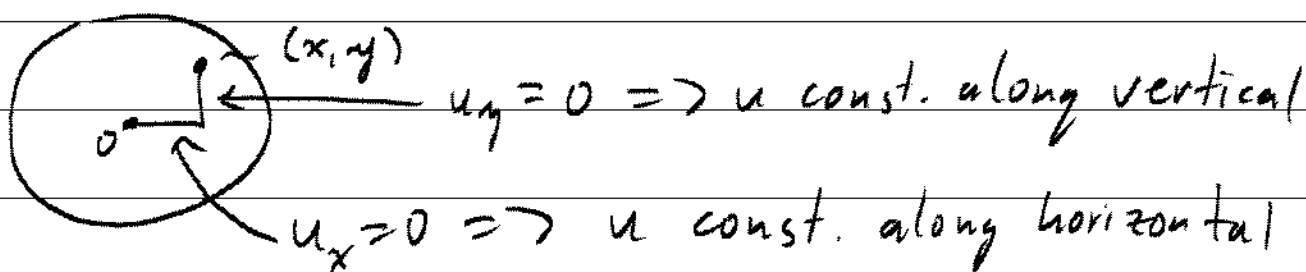 (x, y)
u_y = 0 => u const. along vertical
0
u_x = 0 => u const. along horizontal